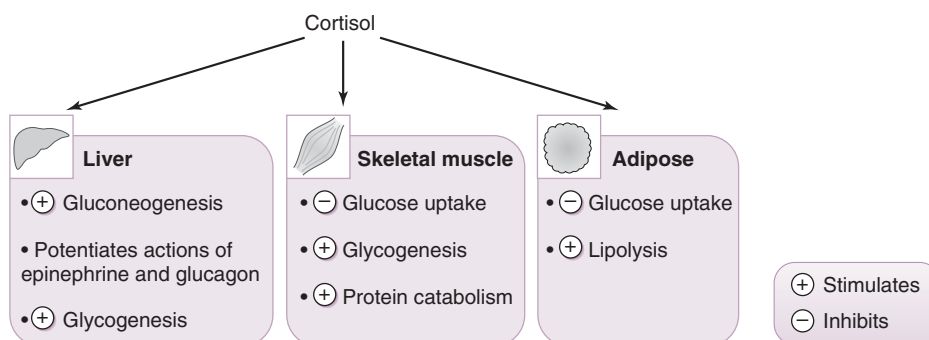 Cortisol
Liver
• + Gluconeogenesis
• Potentiates actions of
epinephrine and glucagon
• + Glycogenesis
Skeletal muscle
• − Glucose uptake
• + Glycogenesis
• + Protein catabolism
Adipose
• − Glucose uptake
• + Lipolysis
+ Stimulates
− Inhibits